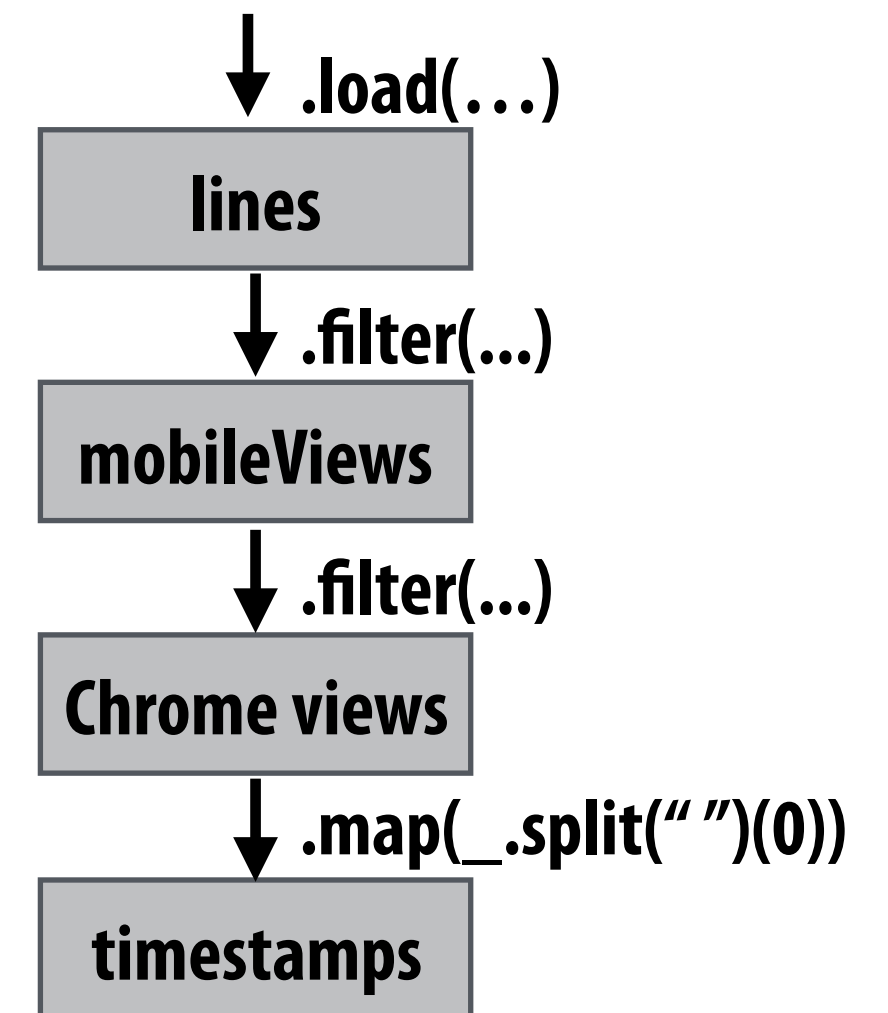 .load(…)
lines
.filter(...)
mobileViews
.filter(...)
Chrome views
.map(_.split(“ ”)(0))
timestamps